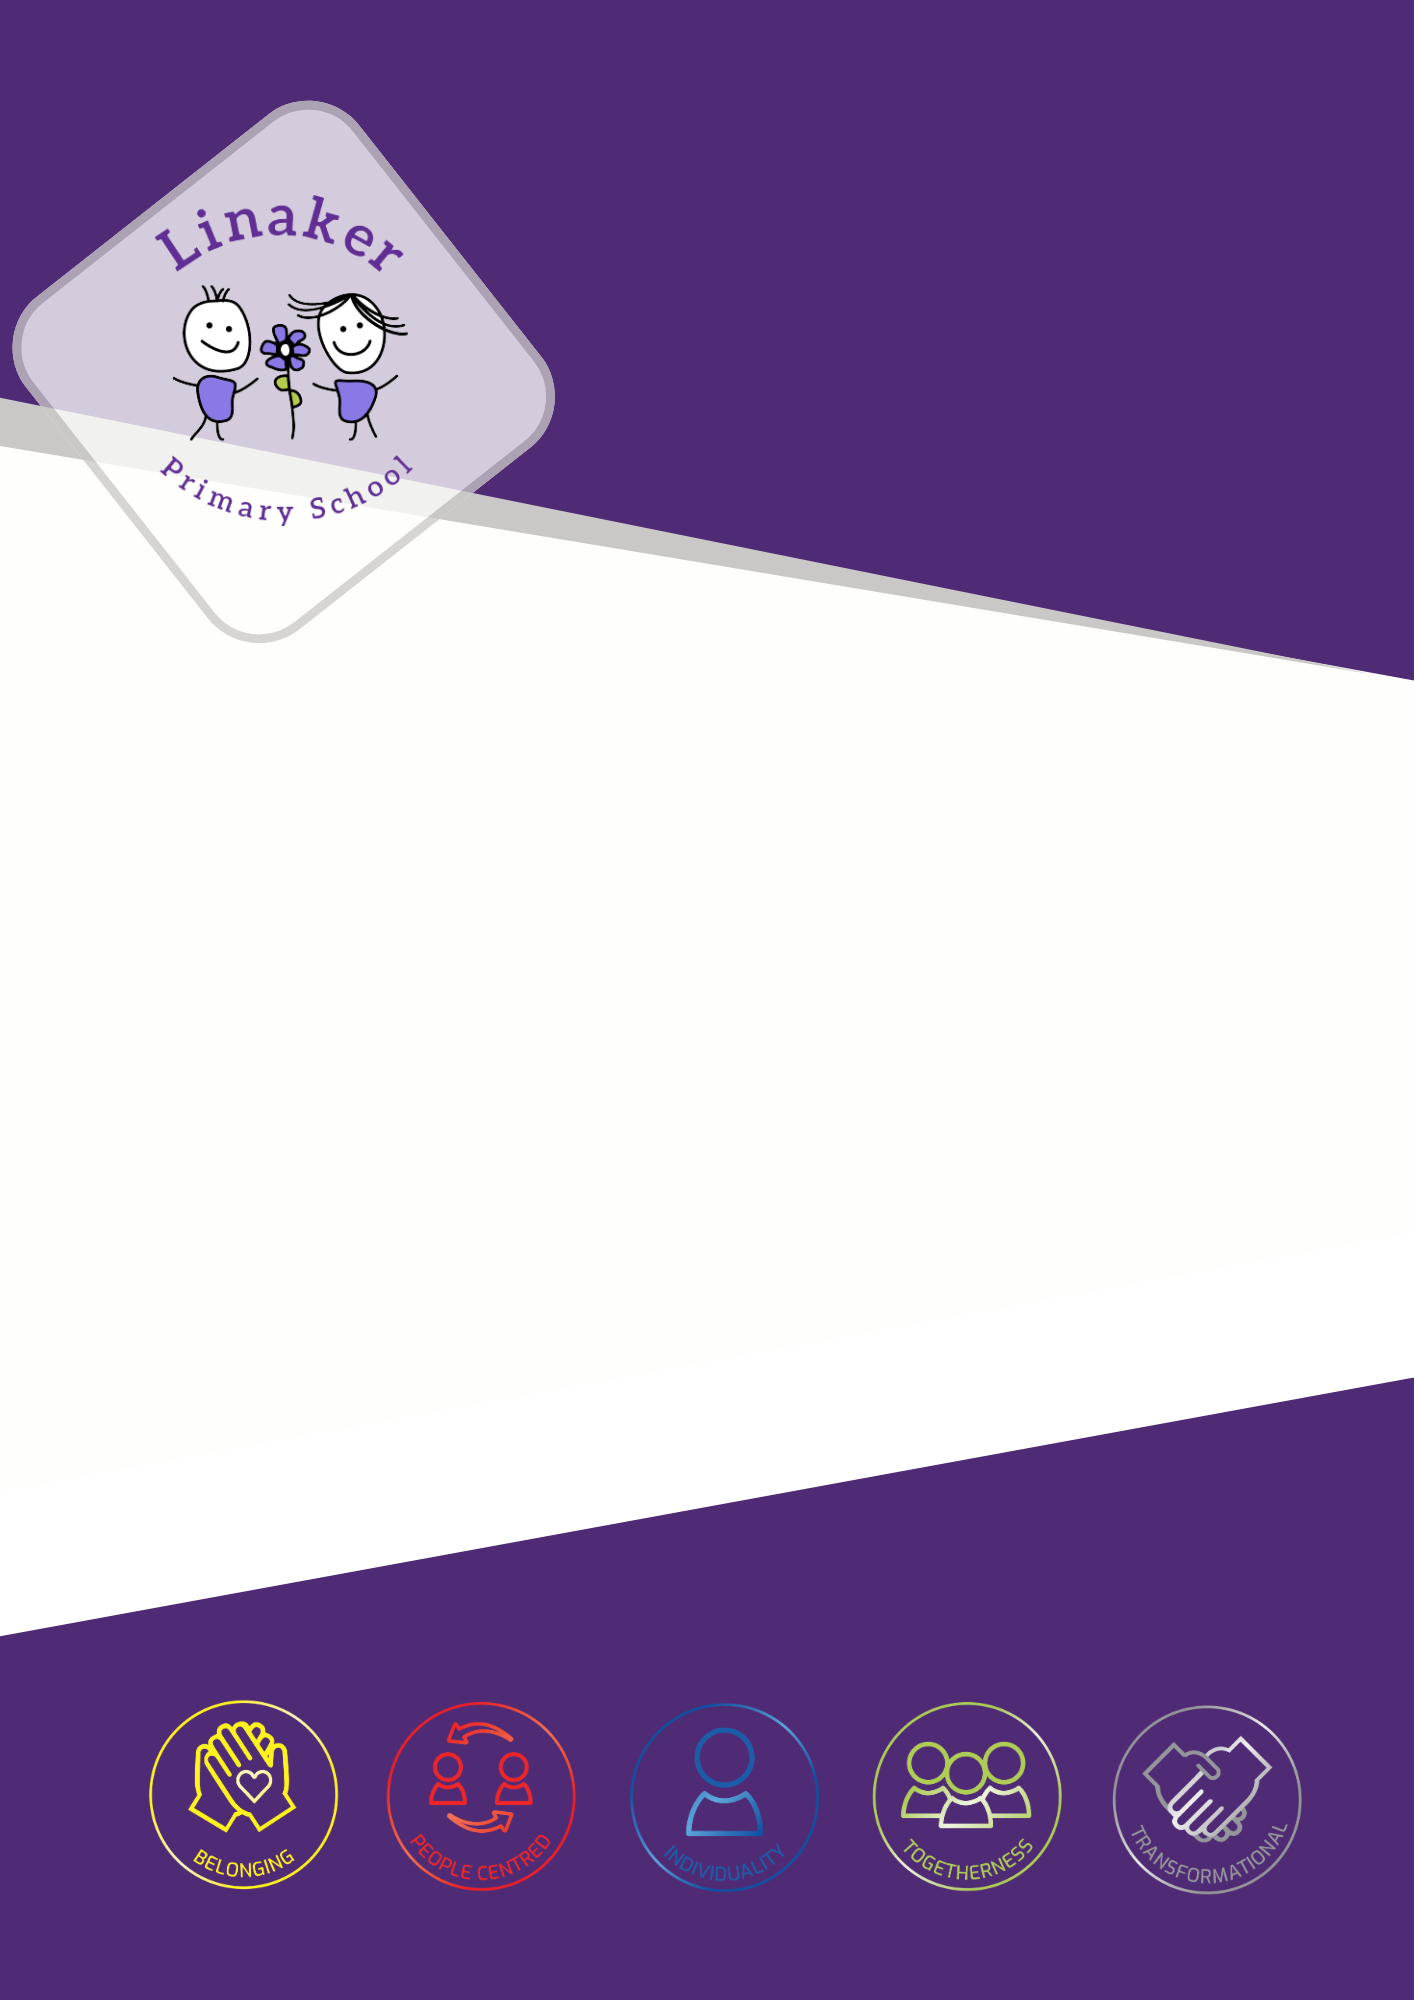 Linaker
Primary School
BELONGING
PEOPLE CENTRED
INDIVIDUALITY
TOGETHERNESS
TRANSFORMATIONAL